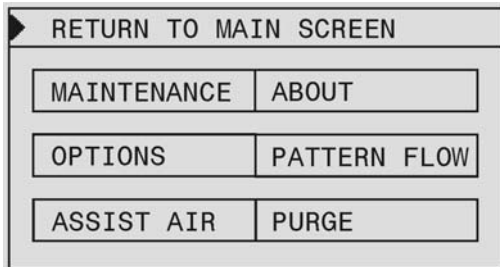 RETURN TO MAIN SCREEN
MAINTENANCE ABOUT
OPTIONS PATTERN FLOW
ASSIST AIR PURGE